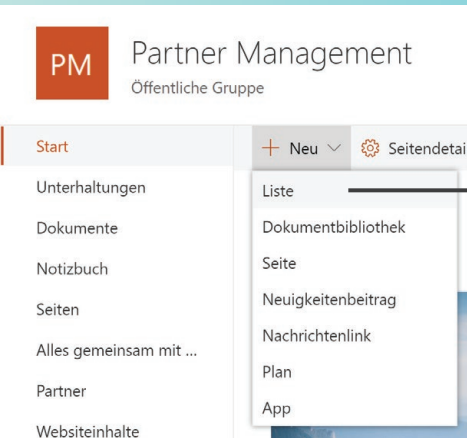 PM
Partner Management
Öffentliche Gruppe
Start
Unterhaltungen
Dokumente
Notizbuch
Seiten
Alles gemeinsam mit ...
Partner
Websiteinhalte
+ Neu
Seitendetai
Liste
Dokumentbibliothek
Seite
Neuigkeitenbeitrag
Nachrichtenlink
Plan
App